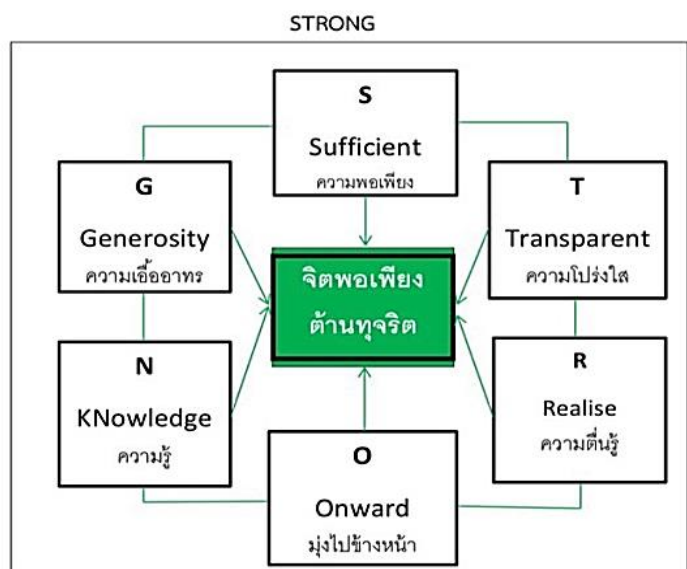 STRONG
S
Sufficient
ความพอเพียง
G
Generosity
ความเอื้ออาทร
T
Transparent
ความโปร่งใส
จิตพอเพียง
ต้านทุจริต
N
KNowledge
ความรู้
R
Realise
ความตื่นรู้
O
Onward
มุ่งไปข้างหน้า